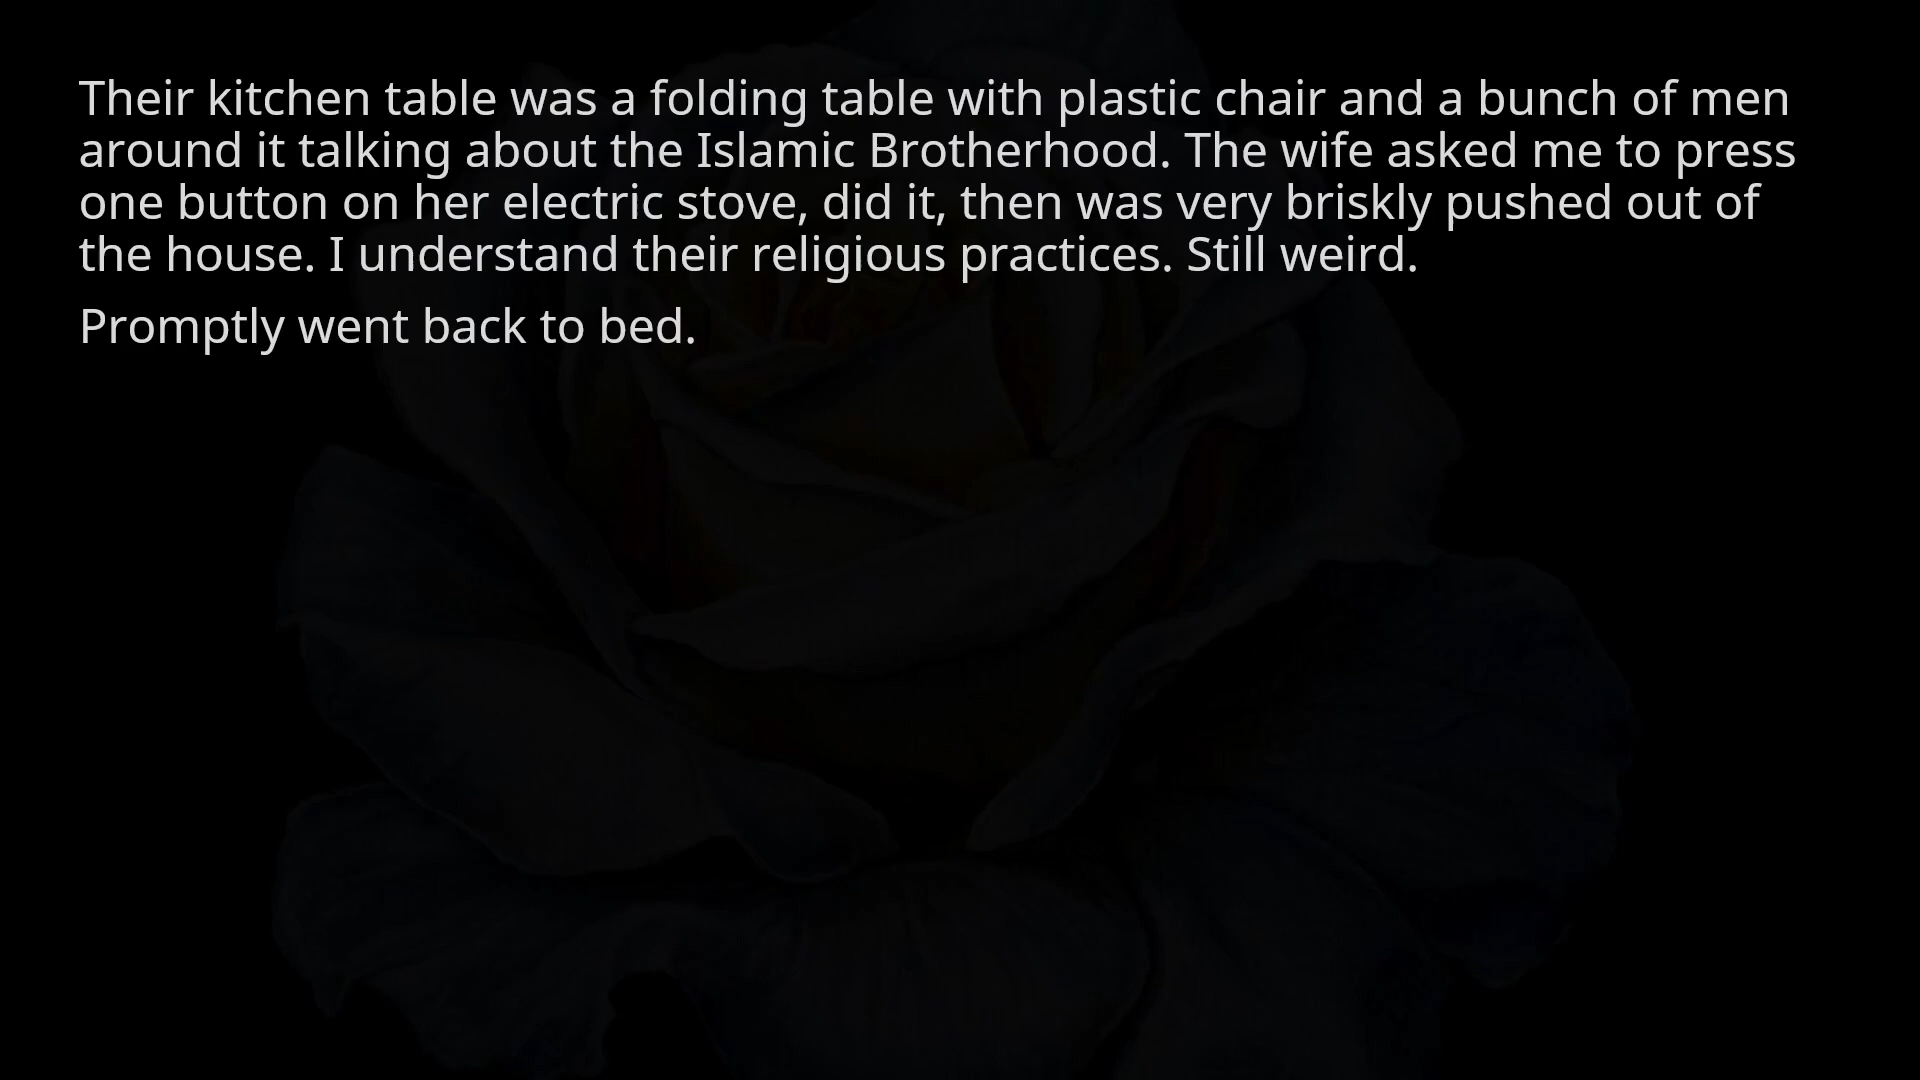 Their kitchen table was a folding table with plastic chair and a bunch of men
around it talking about the Islamic Brotherhood. The wife asked me to press
one button on her electric stove, did it, then was very briskly pushed out of
the house. I understand their religious practices. Still weird.
Promptly went back to bed.